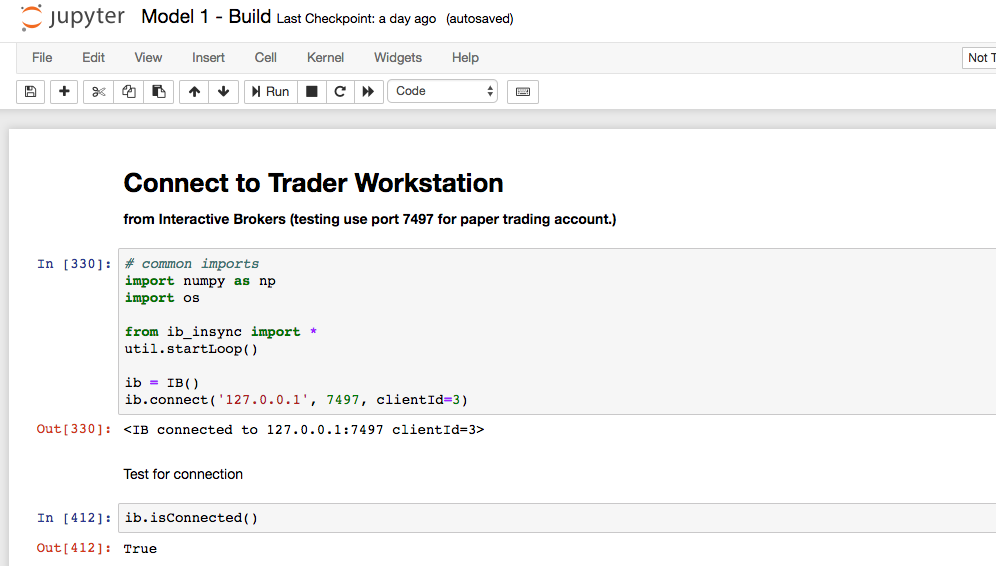 jupyter Model 1 - Build Last Checkpoint: a day ago (autosaved)
File Edit View Insert Cell Kernel Widgets Help Not T
Run Code
Connect to Trader Workstation
from Interactive Brokers (testing use port 7497 for paper trading account.)
In [330]: # common imports
import numpy as np
import os
from ib_insync import *
util.startLoop()
ib = IB()
ib.connect('127.0.0.1', 7497, clientId=3)
Out[330]: <IB connected to 127.0.0.1:7497 clientId=3>
Test for connection
In [412]: ib.isConnected()
Out[412]: True